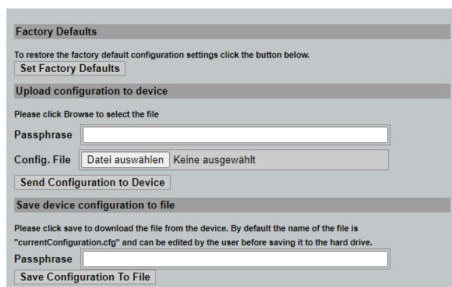 Factory Defaults
To restore the factory default configuration settings click the button below.
Set Factory Defaults
Upload configuration to device
Please click Browse to select the file
Passphrase
Config. File Datei auswählen Keine ausgewählt
Send Configuration to Device
Save device configuration to file
Please click save to download the file from the device. By default the name of the file is
"currentConfiguration.cfg" and can be edited by the user before saving it to the hard drive.
Passphrase
Save Configuration To File